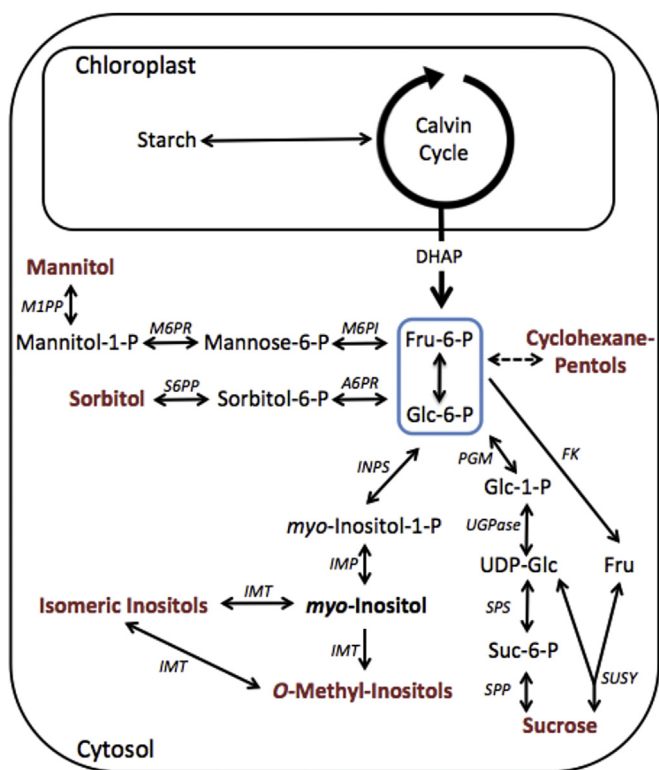 Chloroplast
Starch
Calvin
Cycle
DHAP
Mannitol
M1PP
Mannitol-1-P
M6PR
Mannose-6-P
M6PI
Fru-6-P
Cyclohexane-
Pentols
Sorbitol
S6PP
Sorbitol-6-P
A6PR
Glc-6-P
INPS
PGM
FK
Glc-1-P
myo-Inositol-1-P
UGPase
IMP
UDP-Glc
Fru
Isomeric Inositols
IMT
myo-Inositol
SPS
IMT
IMT
Suc-6-P
O-Methyl-Inositols
SPP
SUSY
Sucrose
Cytosol